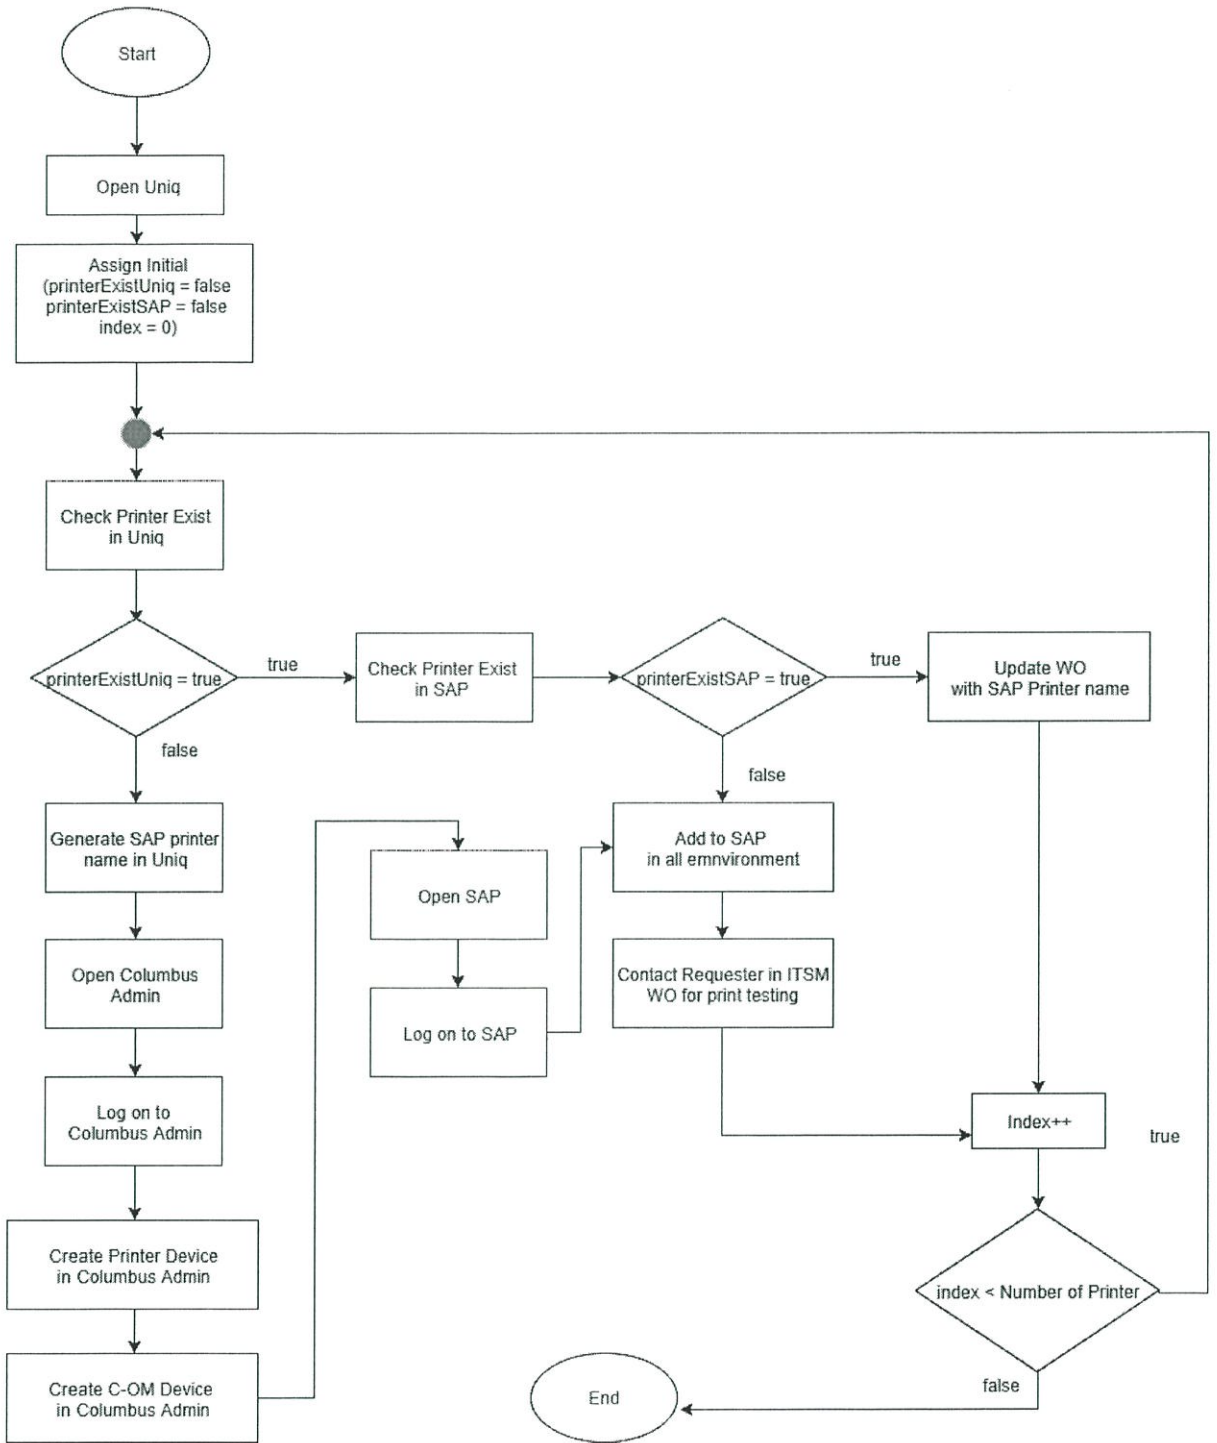 Start
Open Uniq
Assign Initial
(printerExistUniq = false
printerExistSAP = false
index = 0)
Check Printer Exist
in Uniq
printerExistUniq = true
true
Check Printer Exist
in SAP
printerExistSAP = true
true
Update WO
with SAP Printer name
false
false
Generate SAP printer
name in Uniq
Open SAP
Add to SAP
in all emnvironment
Open Columbus
Admin
Log on to SAP
Contact Requester in ITSM
WO for print testing
Log on to
Columbus Admin
Index++
true
Create Printer Device
in Columbus Admin
index < Number of Printer
Create C-OM Device
in Columbus Admin
End
false